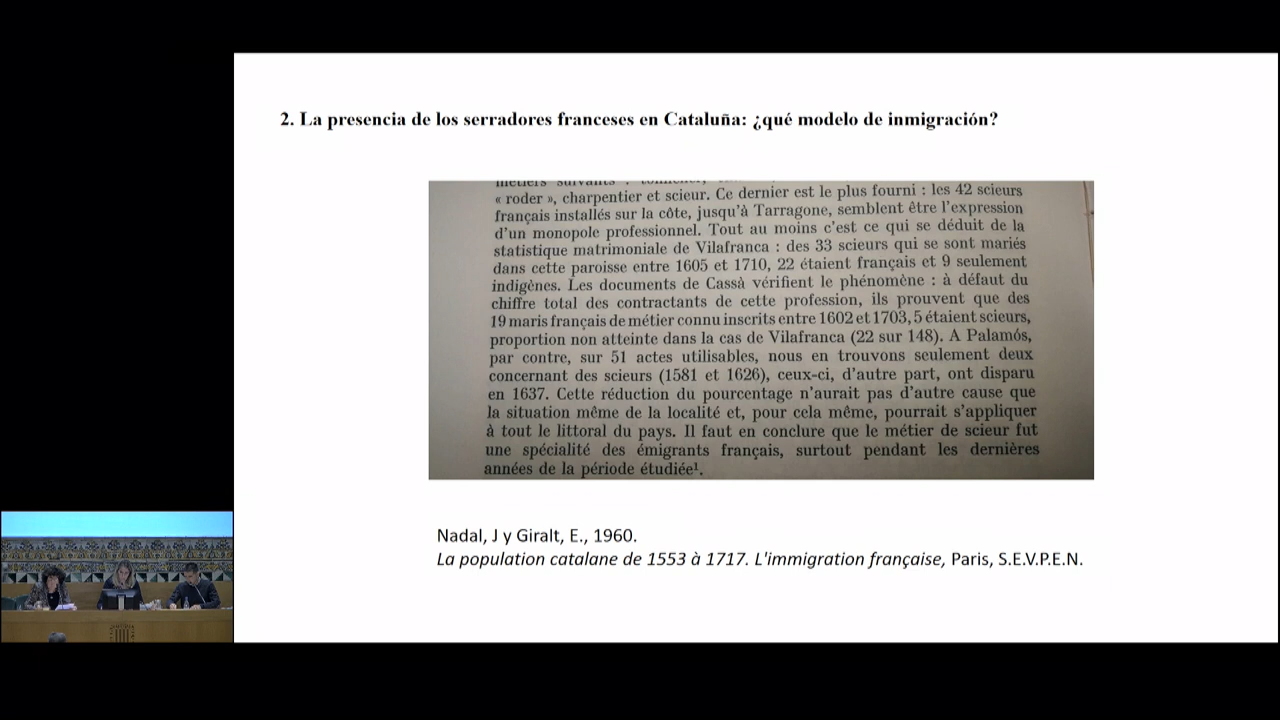 2. La presencia de los serradores franceses en Cataluña: ¿qué modelo de inmigración?
métiers suivants :
« roder », charpentier et scieur. Ce dernier est le plus fourni : les 42 scieurs
français installés sur la côte, jusqu'à Tarragone, semblent être l'expression
d'un monopole professionnel. Tout au moins c'est ce qui se déduit de la
statistique matrimoniale de Vilafranca : des 33 scieurs qui se sont mariés
dans cette paroisse entre 1605 et 1710, 22 étaient français et 9 seulement
indigènes. Les documents de Cassà vérifient le phénomène : à défaut du
chiffre total des contractants de cette profession, ils prouvent que des
19 maris français de métier connu inscrits entre 1602 et 1703, 5 étaient scieurs,
proportion non atteinte dans la cas de Vilafranca (22 sur 148). A Palamós,
par contre, sur 51 actes utilisables, nous en trouvons seulement deux
concernant des scieurs (1581 et 1626), ceux-ci, d'autre part, ont disparu
en 1637. Cette réduction du pourcentage n'aurait pas d'autre cause que
la situation même de la localité et, pour cela même, pourrait s'appliquer
à tout le littoral du pays. Il faut en conclure que le métier de scieur fut
une spécialité des émigrants français, surtout pendant les dernières
années de la période étudiée¹.
Nadal, J y Giralt, E., 1960.
La population catalane de 1553 à 1717. L'immigration française, Paris, S.E.V.P.E.N.